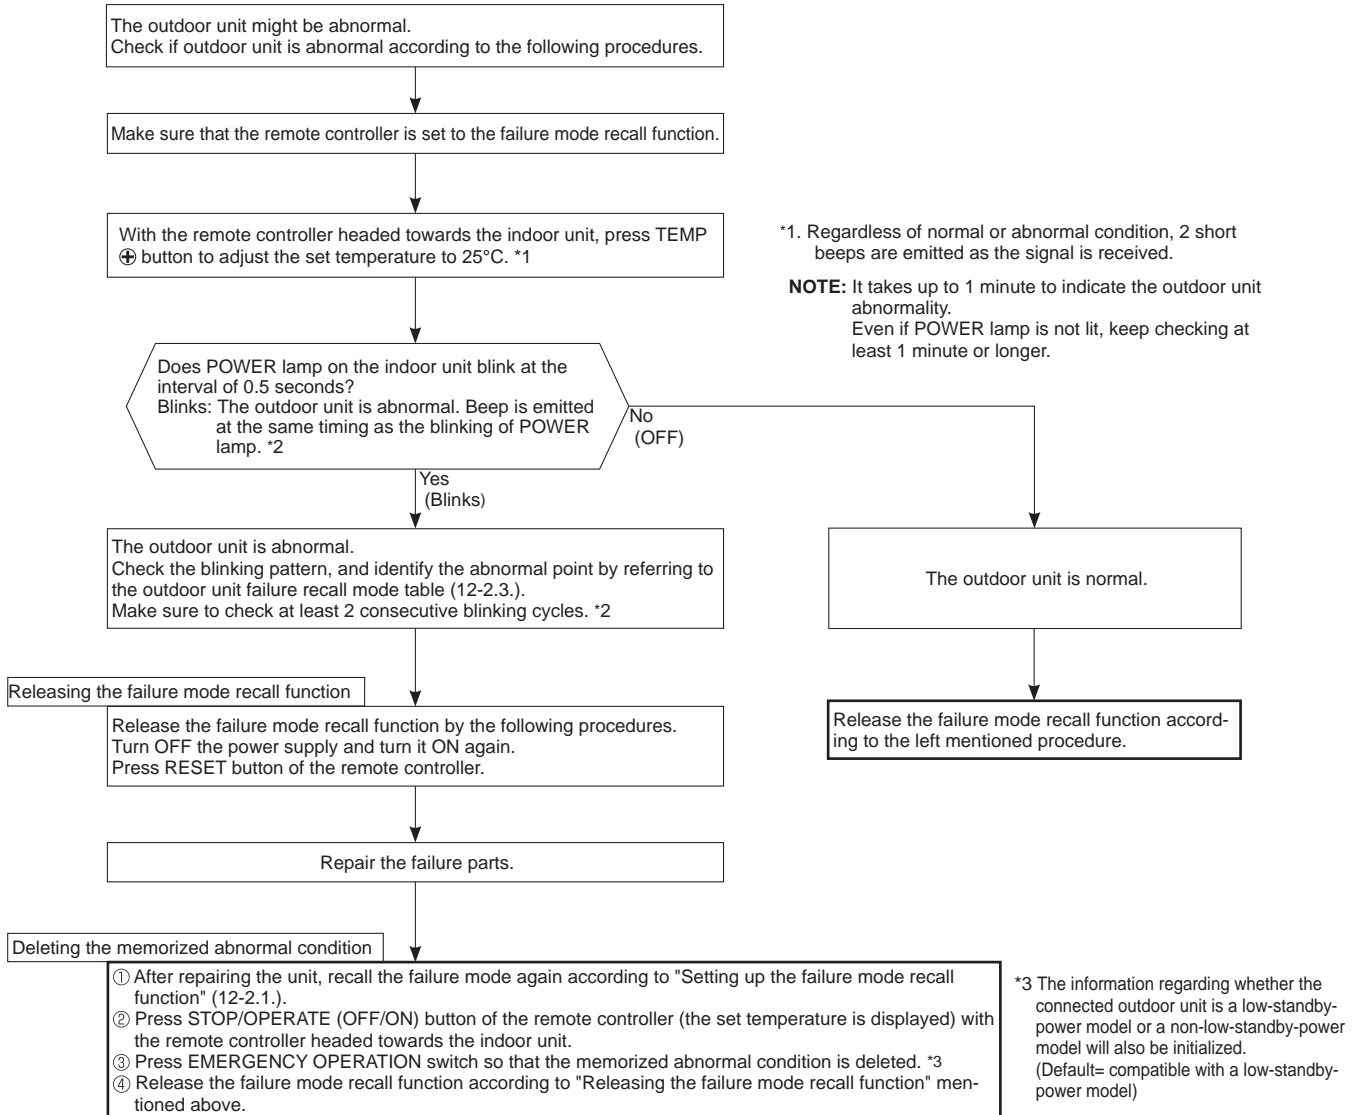 The outdoor unit might be abnormal.
Check if outdoor unit is abnormal according to the following procedures.
Make sure that the remote controller is set to the failure mode recall function.
With the remote controller headed towards the indoor unit, press TEMP
⊕ button to adjust the set temperature to 25°C. *1
*1. Regardless of normal or abnormal condition, 2 short
beeps are emitted as the signal is received.
NOTE: It takes up to 1 minute to indicate the outdoor unit
abnormality.
Even if POWER lamp is not lit, keep checking at
least 1 minute or longer.
Does POWER lamp on the indoor unit blink at the
interval of 0.5 seconds?
Blinks: The outdoor unit is abnormal. Beep is emitted
at the same timing as the blinking of POWER
lamp. *2
No
(OFF)
Yes
(Blinks)
The outdoor unit is abnormal.
Check the blinking pattern, and identify the abnormal point by referring to
the outdoor unit failure recall mode table (12-2.3.).
Make sure to check at least 2 consecutive blinking cycles. *2
The outdoor unit is normal.
Releasing the failure mode recall function
Release the failure mode recall function by the following procedures.
Turn OFF the power supply and turn it ON again.
Press RESET button of the remote controller.
Release the failure mode recall function accord-
ing to the left mentioned procedure.
Repair the failure parts.
Deleting the memorized abnormal condition
① After repairing the unit, recall the failure mode again according to "Setting up the failure mode recall
function" (12-2.1.).
② Press STOP/OPERATE (OFF/ON) button of the remote controller (the set temperature is displayed) with
the remote controller headed towards the indoor unit.
③ Press EMERGENCY OPERATION switch so that the memorized abnormal condition is deleted. *3
④ Release the failure mode recall function according to "Releasing the failure mode recall function" men-
tioned above.
*3 The information regarding whether the
connected outdoor unit is a low-standby-
power model or a non-low-standby-power
model will also be initialized.
(Default= compatible with a low-standby-
power model)